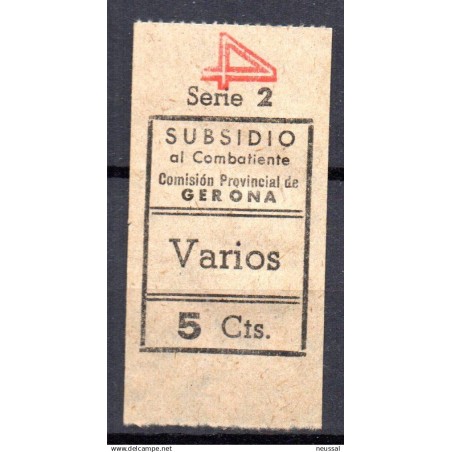 4
Serie 2
SUBSIDIO
al Combatiente
Comisión Provincial de
GERONA
Varios
5 Cts.
www.delcampe.net
neussal